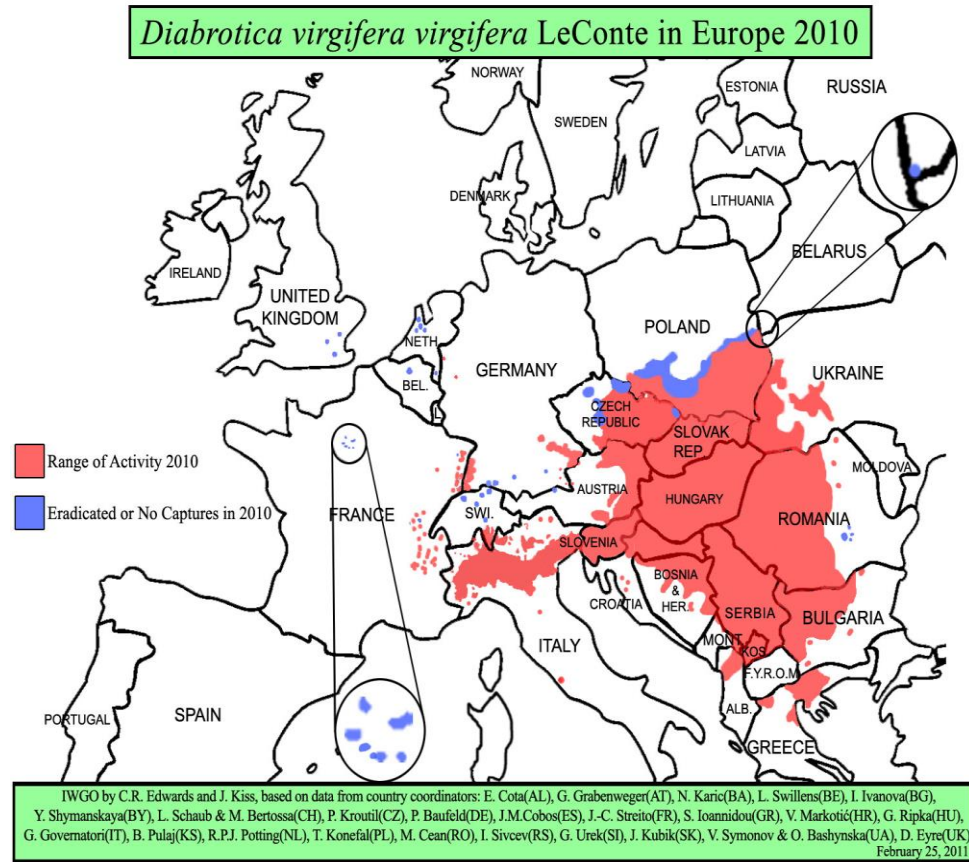 Diabrotica virgifera virgifera LeConte in Europe 2010
NORWAY
ESTONIA
RUSSIA
SWEDEN
LATVIA
DENMARK
LITHUANIA
BELARUS
IRELAND
UNITED
KINGDOM
NETH.
POLAND
GERMANY
BEL.
UKRAINE
L.
CZECH
REPUBLIC
SLOVAK
REP.
Range of Activity 2010
MOLDOVA
AUSTRIA
HUNGARY
Eradicated or No Captures in 2010
FRANCE
SWI.
ROMANIA
SLOVENIA
BOSNIA
&
HER.
CROATIA
SERBIA
BULGARIA
ITALY
MONT.
KOS.
F.Y.R.O.M.
ALB.
PORTUGAL
SPAIN
GREECE
IWGO by C.R. Edwards and J. Kiss, based on data from country coordinators: E. Cota(AL), G. Grabenweger(AT), N. Karic(BA), L. Swillens(BE), I. Ivanova(BG),
Y. Shymanskaya(BY), L. Schaub & M. Bertossa(CH), P. Kroutil(CZ), P. Baufeld(DE), J.M.Cobos(ES), J.-C. Streito(FR), S. Ioannidou(GR), V. Markotić(HR), G. Ripka(HU),
G. Governatori(IT), B. Pulaj(KS), R.P.J. Potting(NL), T. Konefal(PL), M. Cean(RO), I. Sivcev(RS), G. Urek(SI), J. Kubik(SK), V. Symonov & O. Bashynska(UA), D. Eyre(UK)
February 25, 2011